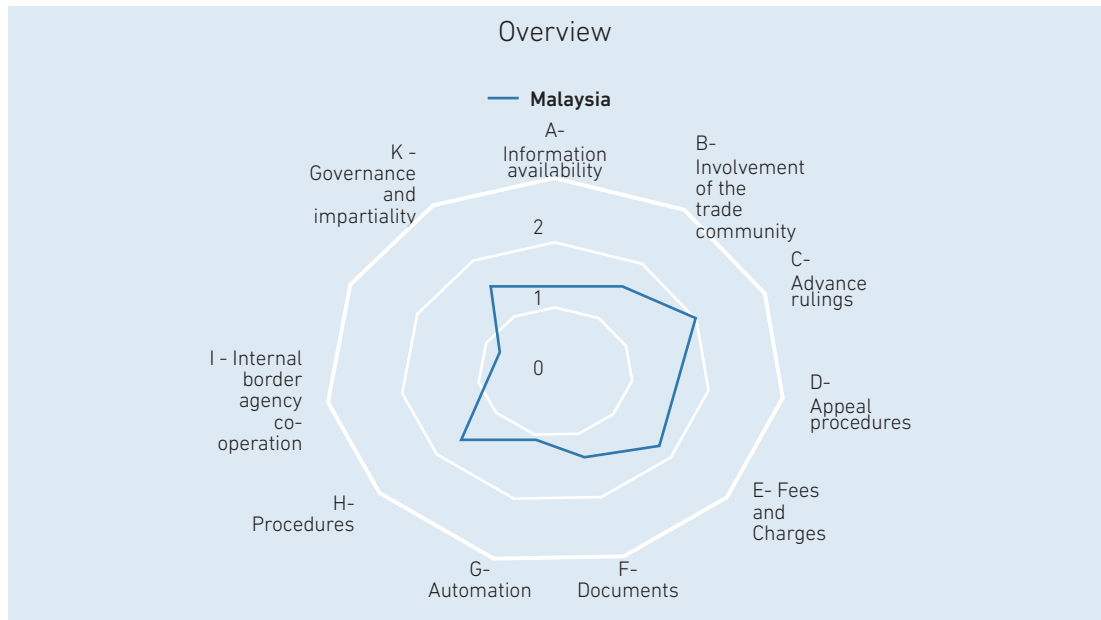 Overview
Malaysia
A-
Information
availability
B-
Involvement
of the
trade
community
C-
Advance
rulings
D-
Appeal
procedures
E- Fees
and
Charges
F-
Documents
G-
Automation
H-
Procedures
I - Internal
border
agency
co-
operation
K -
Governance
and
impartiality
2
1
0